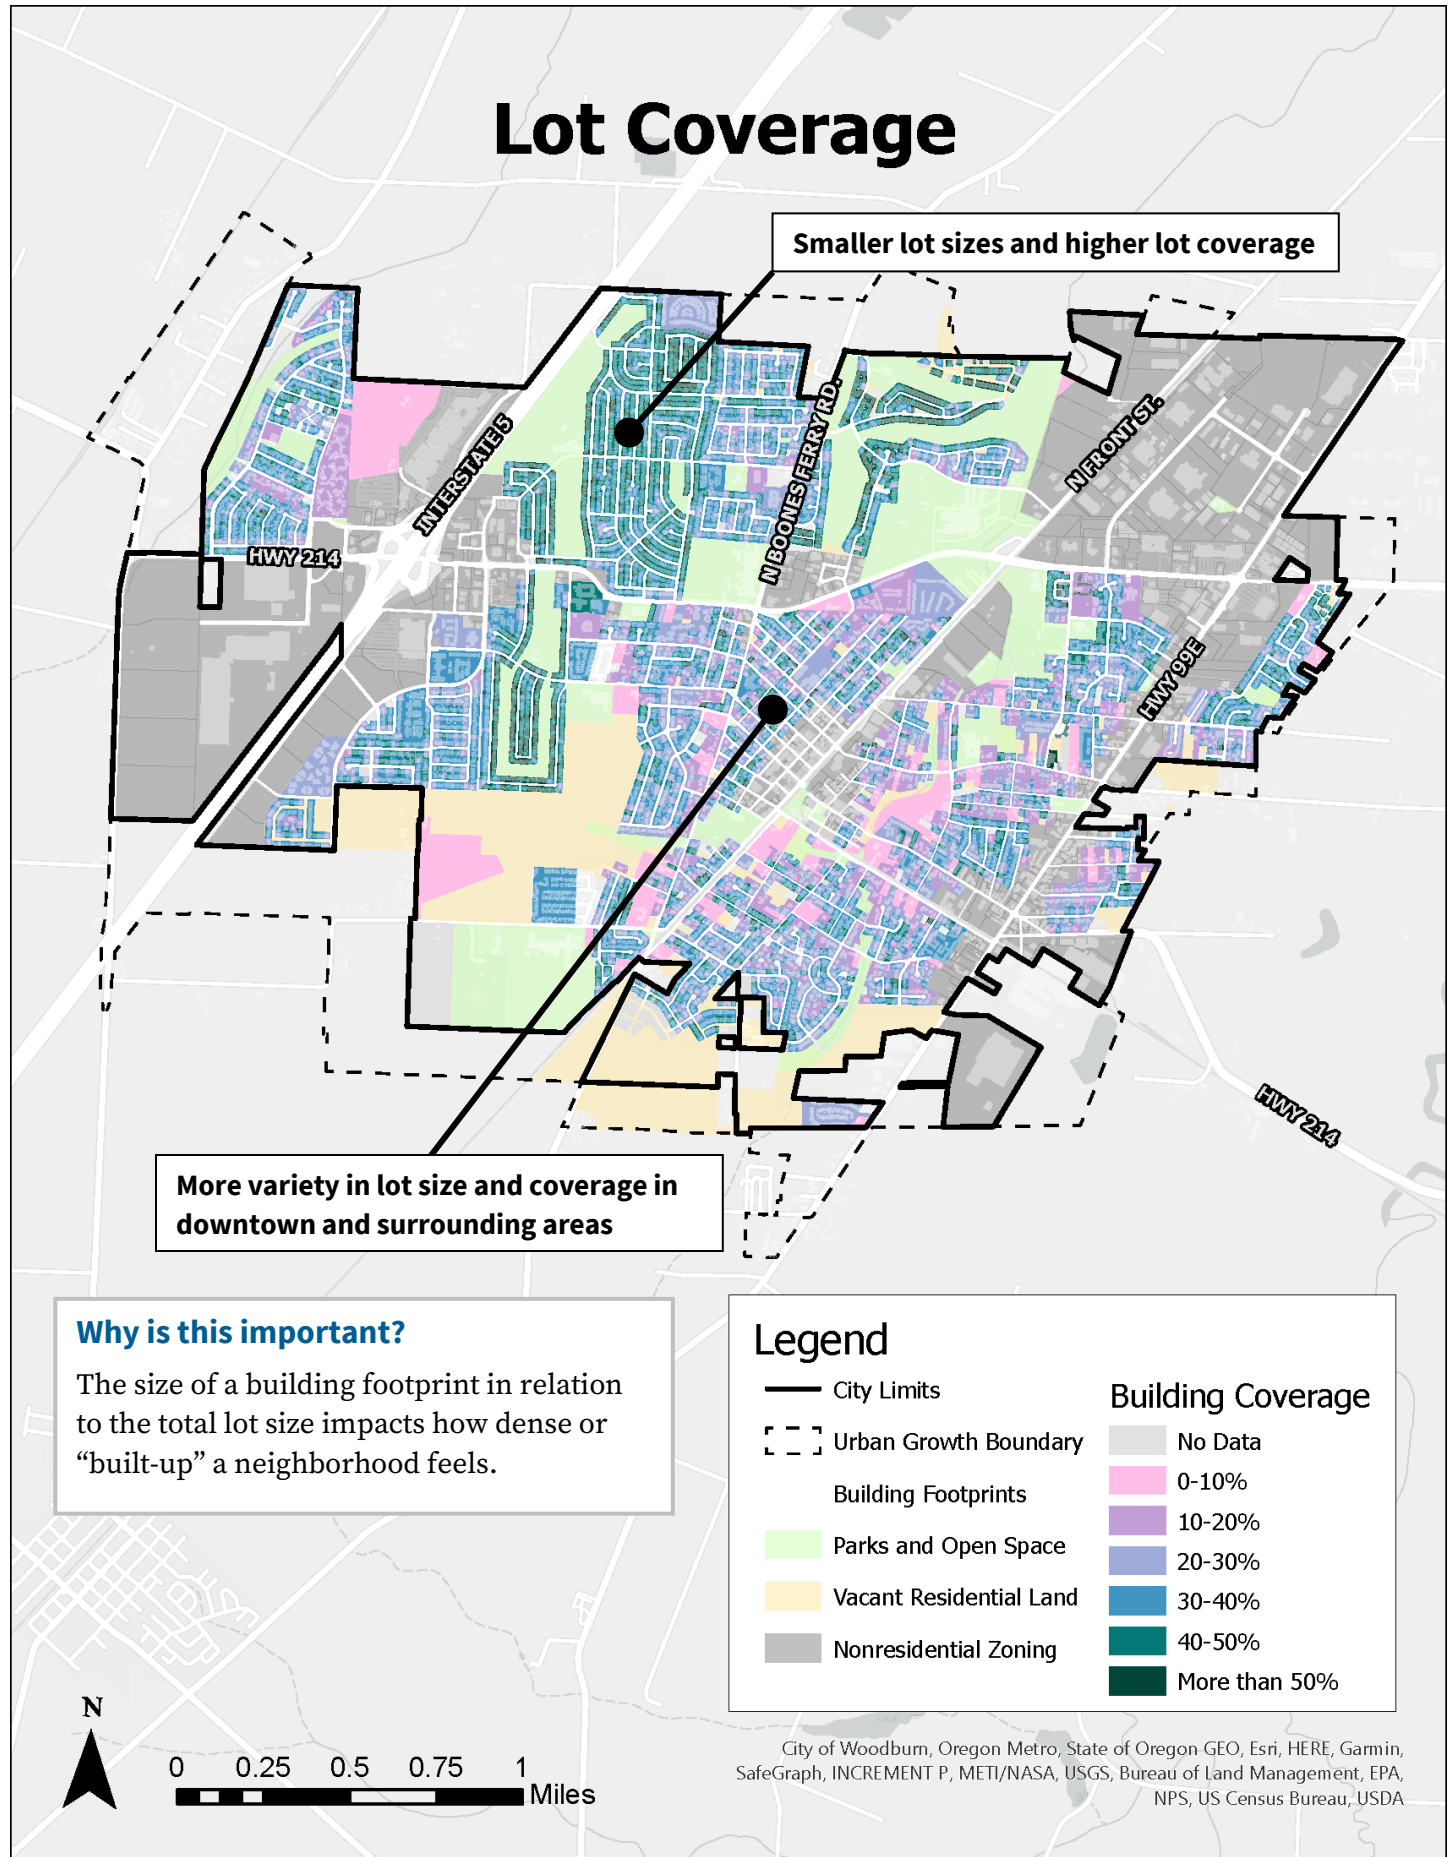 Lot Coverage
Smaller lot sizes and higher lot coverage
N BOONES FERRY RD.
N FRONT ST.
INTERSTATE 5
HWY 214
HWY 99E
HWY 214
More variety in lot size and coverage in
downtown and surrounding areas
Why is this important?
The size of a building footprint in relation
to the total lot size impacts how dense or
“built-up” a neighborhood feels.
Legend
City Limits
Urban Growth Boundary
Building Footprints
Parks and Open Space
Vacant Residential Land
Nonresidential Zoning
Building Coverage
No Data
0-10%
10-20%
20-30%
30-40%
40-50%
More than 50%
N
0 0.25 0.5 0.75 1
Miles
City of Woodburn, Oregon Metro, State of Oregon GEO, Esri, HERE, Garmin,
SafeGraph, INCREMENT P, METI/NASA, USGS, Bureau of Land Management, EPA,
NPS, US Census Bureau, USDA